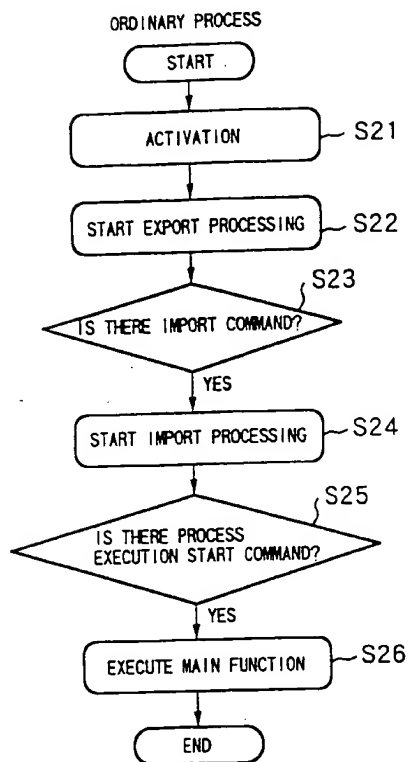 ORDINARY PROCESS
START
ACTIVATION
S21
START EXPORT PROCESSING
S22
S23
IS THERE IMPORT COMMAND?
YES
START IMPORT PROCESSING
S24
S25
IS THERE PROCESS
EXECUTION START COMMAND?
YES
EXECUTE MAIN FUNCTION
S26
END